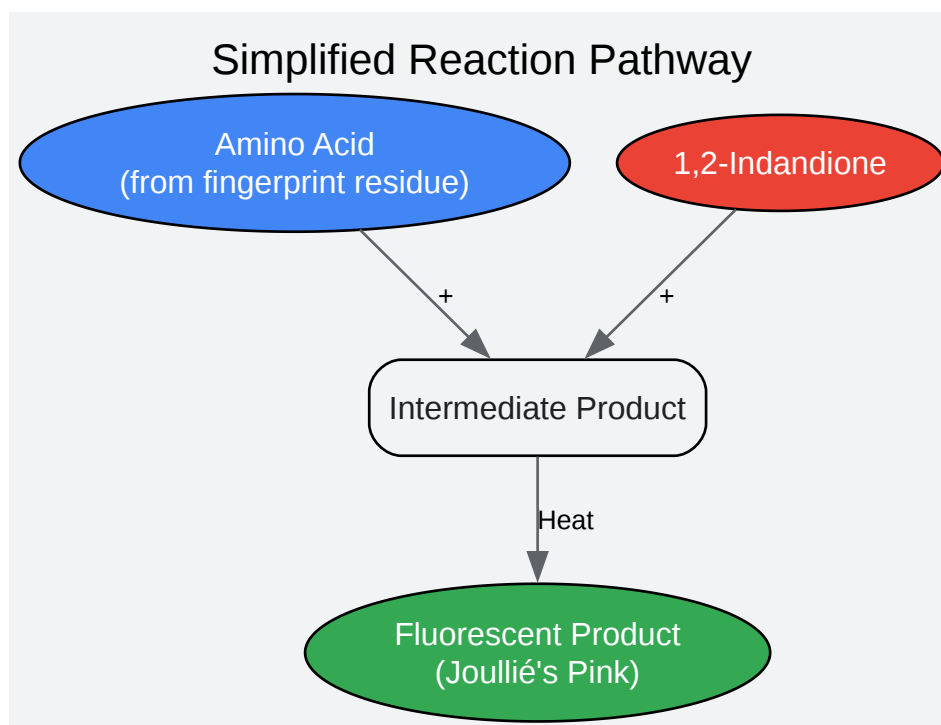 Simplified Reaction Pathway
Amino Acid
(from fingerprint residue)
1,2-Indandione
+
+
Intermediate Product
Heat
Fluorescent Product
(Joullié's Pink)